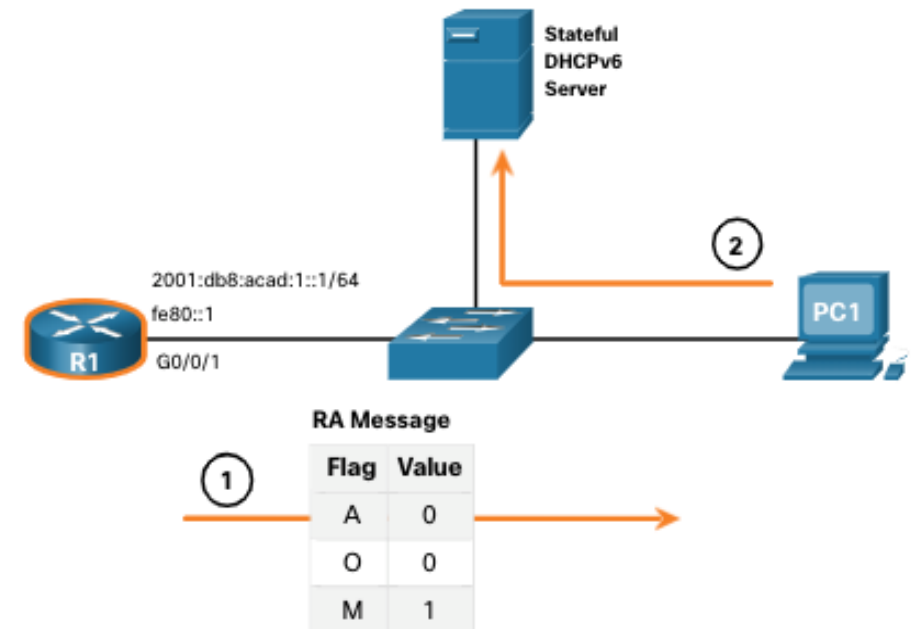 Stateful
DHCPv6
Server
2
2001:db8:acad:1::1/64
fe80::1
PC1
R1
G0/0/1
RA Message
1
Flag Value
A 0
O 0
M 1